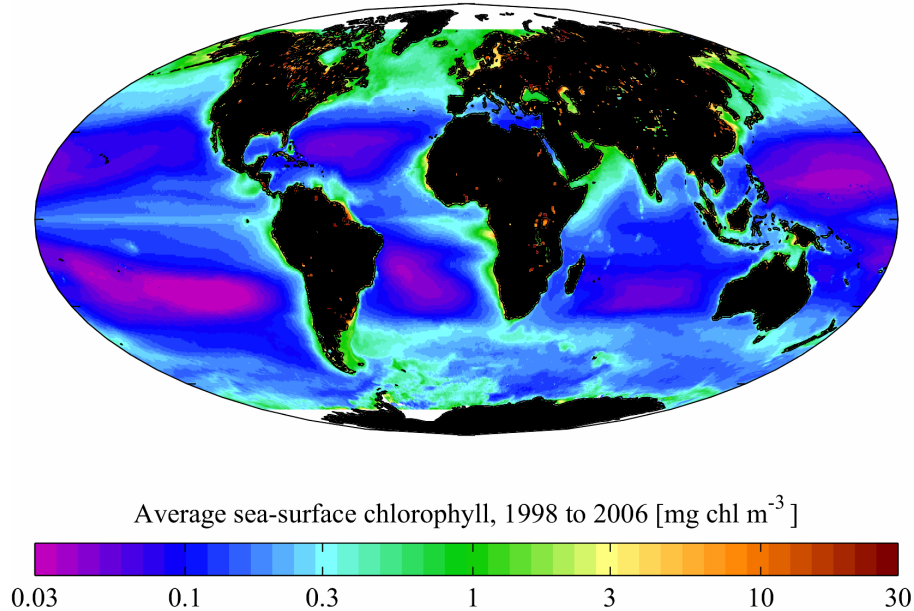 Average sea-surface chlorophyll, 1998 to 2006 [mg chl m⁻³]
0.03 0.1 0.3 1 3 10 30